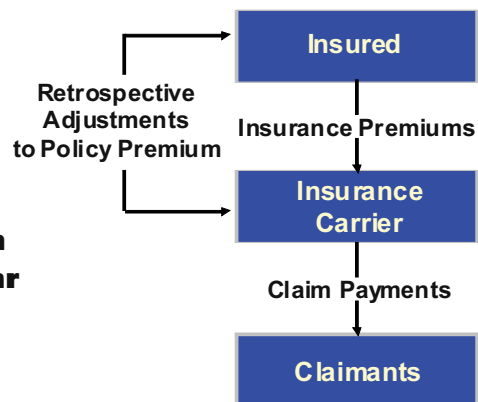 Insured
Retrospective
Adjustments
to Policy Premium
Insurance Premiums
Insurance
Carrier
Claim Payments
Claimants